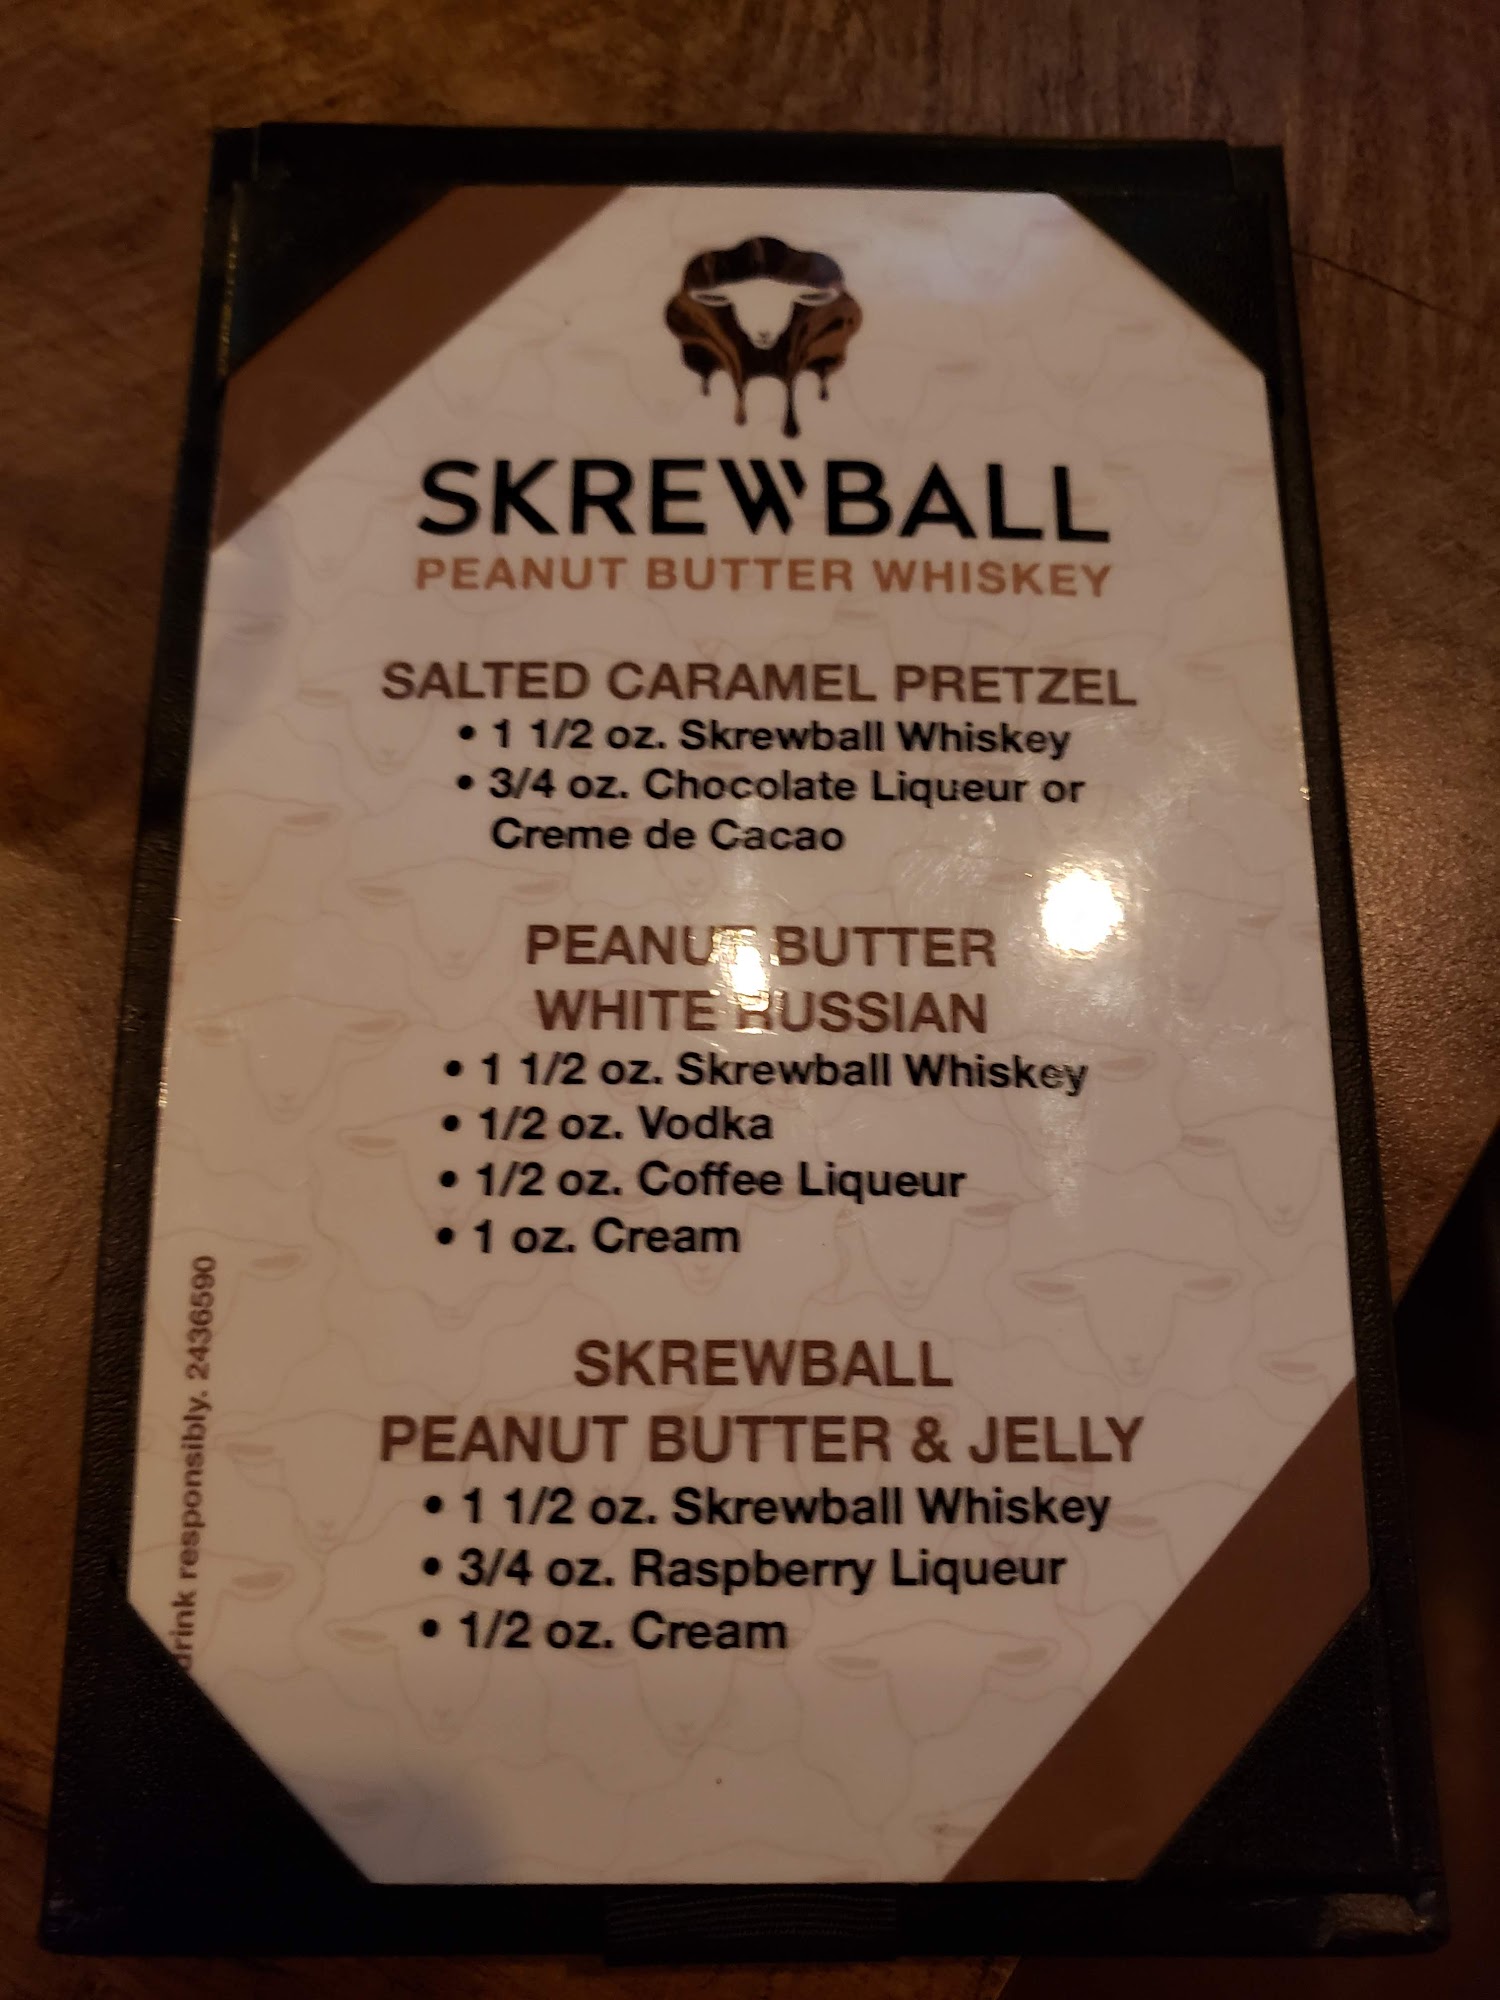 SKREWBALL
PEANUT BUTTER WHISKEY
SALTED CARAMEL PRETZEL
• 1 1/2 oz. Skrewball Whiskey
• 3/4 oz. Chocolate Liqueur or
Creme de Cacao
PEANUT BUTTER
WHITE RUSSIAN
• 1 1/2 oz. Skrewball Whiskey
• 1/2 oz. Vodka
• 1/2 oz. Coffee Liqueur
• 1 oz. Cream
SKREWBALL
PEANUT BUTTER & JELLY
• 1 1/2 oz. Skrewball Whiskey
• 3/4 oz. Raspberry Liqueur
• 1/2 oz. Cream
drink responsibly. 2436590